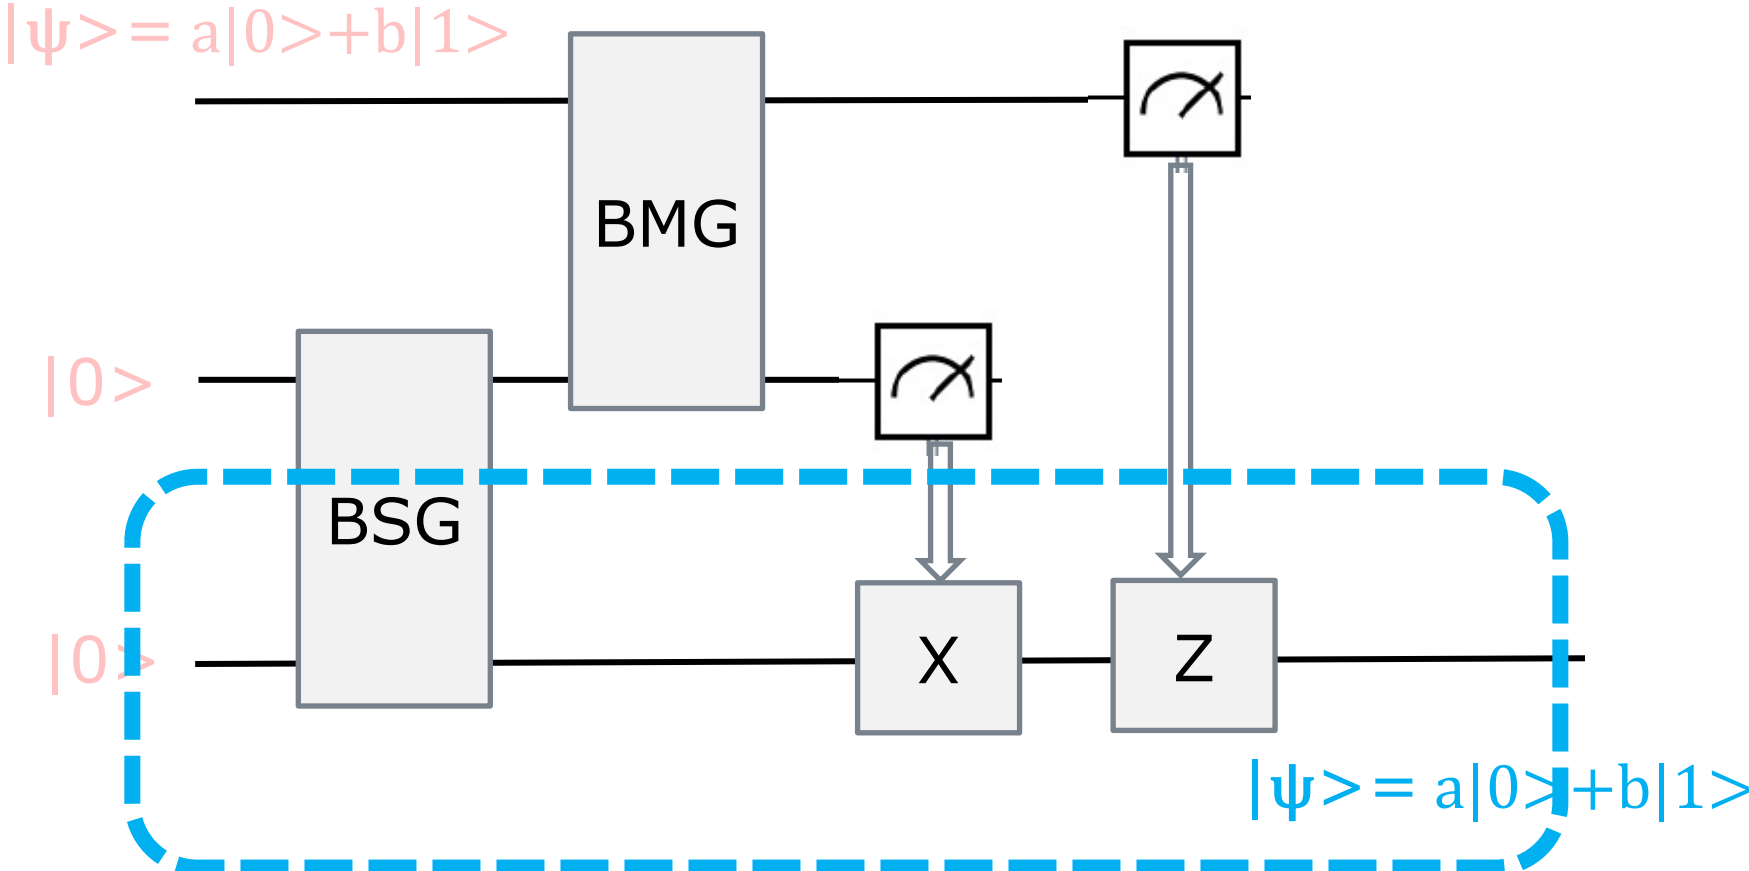 |ψ> = a|0>+b|1>
BMG
|0>
BSG
|0>
X
Z
|ψ> = a|0>+b|1>